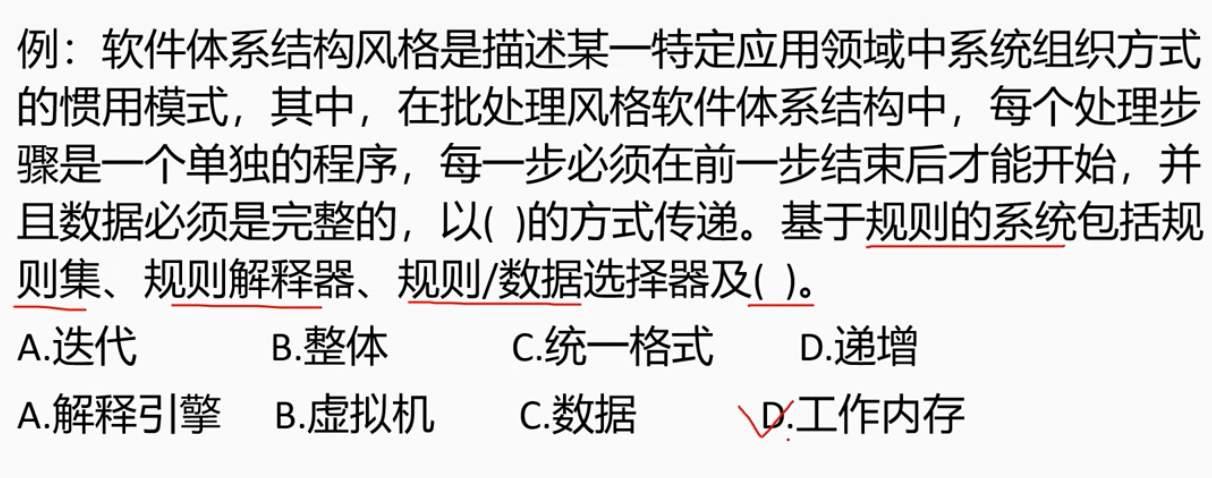 例：软件体系结构风格是描述某一特定应用领域中系统组织方式
的惯用模式，其中，在批处理风格软件体系结构中，每个处理步
骤是一个单独的程序，每一步必须在前一步结束后才能开始，并
且数据必须是完整的，以( )的方式传递。基于规则的系统包括规
则集、规则解释器、规则/数据选择器及( )。
A.迭代 B.整体 C.统一格式 D.递增
A.解释引擎 B.虚拟机 C.数据 D.工作内存